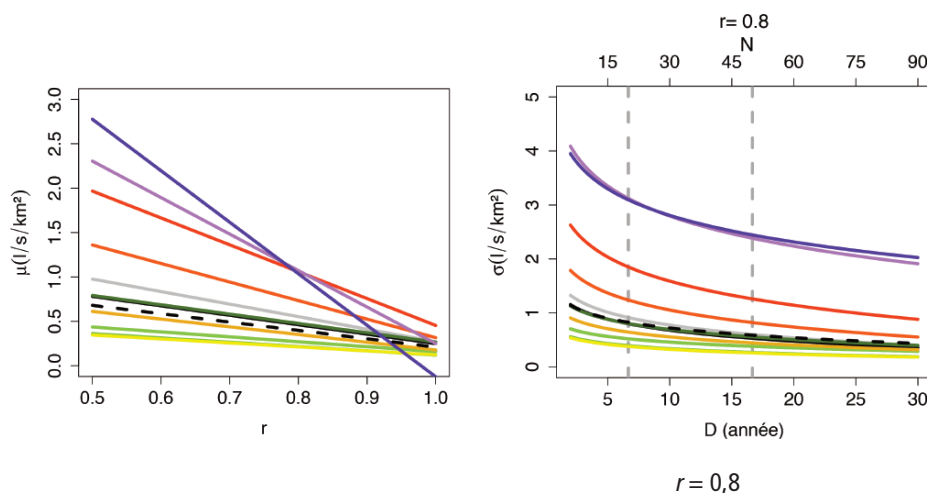 μ(l/s/km²)
3.0
2.5
2.0
1.5
1.0
0.5
0.0
0.5 0.6 0.7 0.8 0.9 1.0
r
r= 0.8
N
15 30 45 60 75 90
σ(l/s/km²)
5
4
3
2
1
0
5 10 15 20 25 30
D (année)
r = 0,8